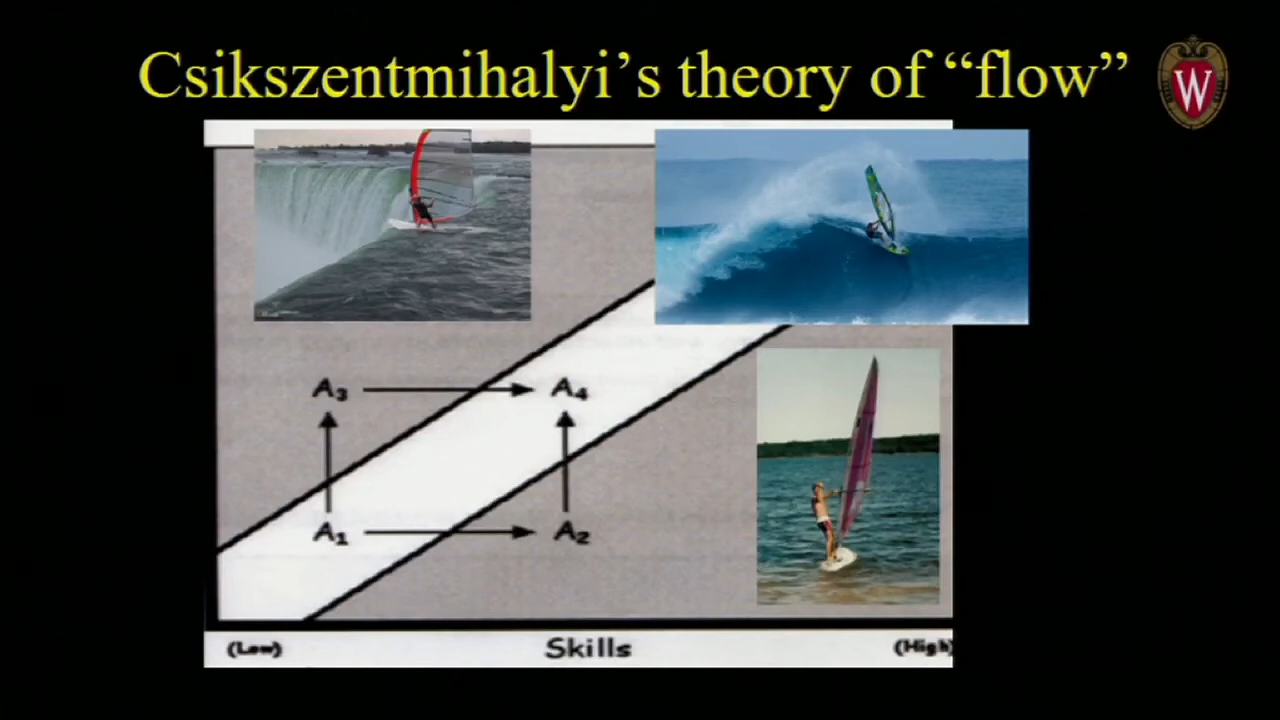 Csikszentmihalyi’s theory of “flow”
W
A3 A4
A1 A2
(Low) Skills (High)